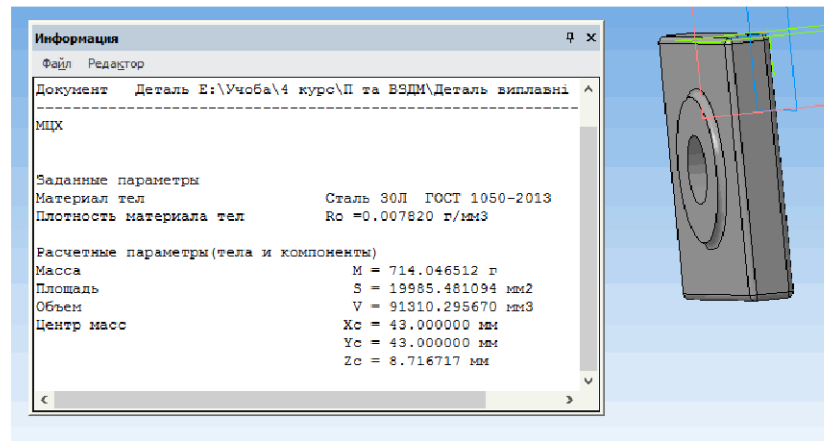 Информация
Файл Редактор
Документ Деталь E:\Учоба\4 курс\П та ВЗДМ\Деталь виплавні
------------------------------------------------------------
МЦХ
Заданные параметры
Материал тел Сталь 30Л ГОСТ 1050-2013
Плотность материала тел Ro =0.007820 г/мм3
Расчетные параметры(тела и компоненты)
Масса M = 714.046512 г
Площадь S = 19985.481094 мм2
Объем V = 91310.295670 мм3
Центр масс Xc = 43.000000 мм
Yc = 43.000000 мм
Zc = 8.716717 мм